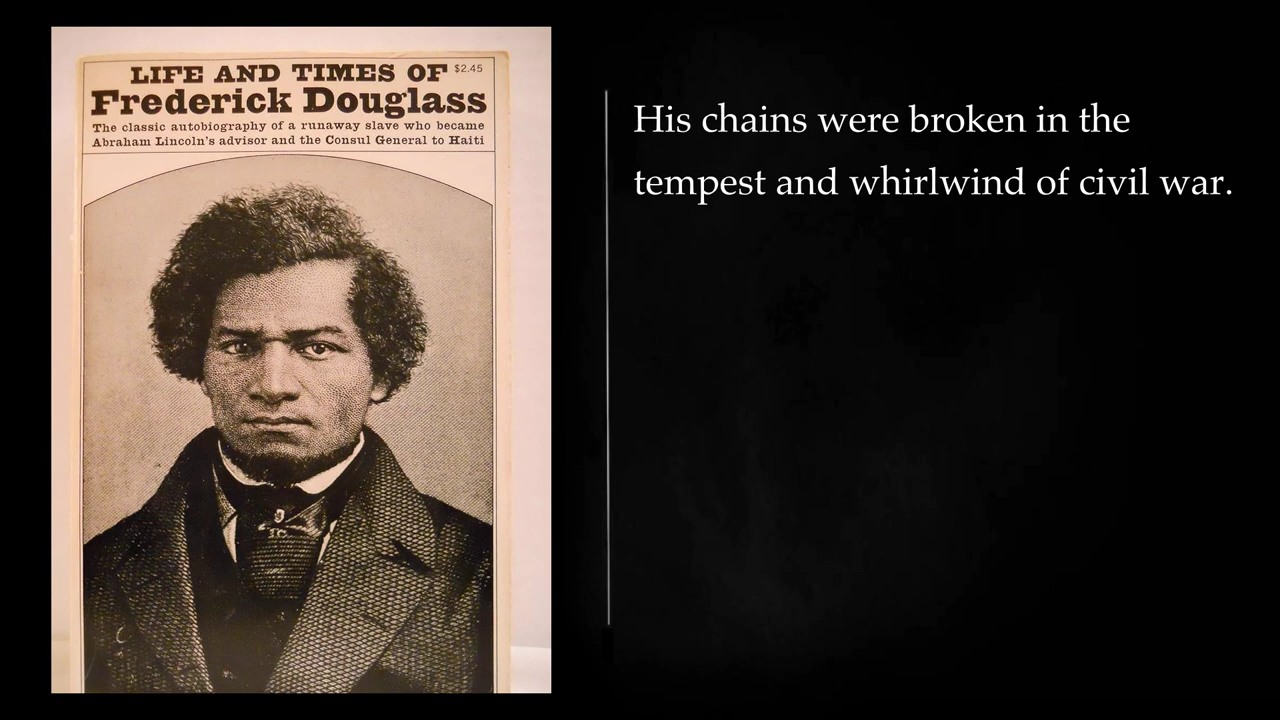 LIFE AND TIMES OF $2.45
Frederick Douglass
The classic autobiography of a runaway slave who became
Abraham Lincoln's advisor and the Consul General to Haiti
His chains were broken in the
tempest and whirlwind of civil war.